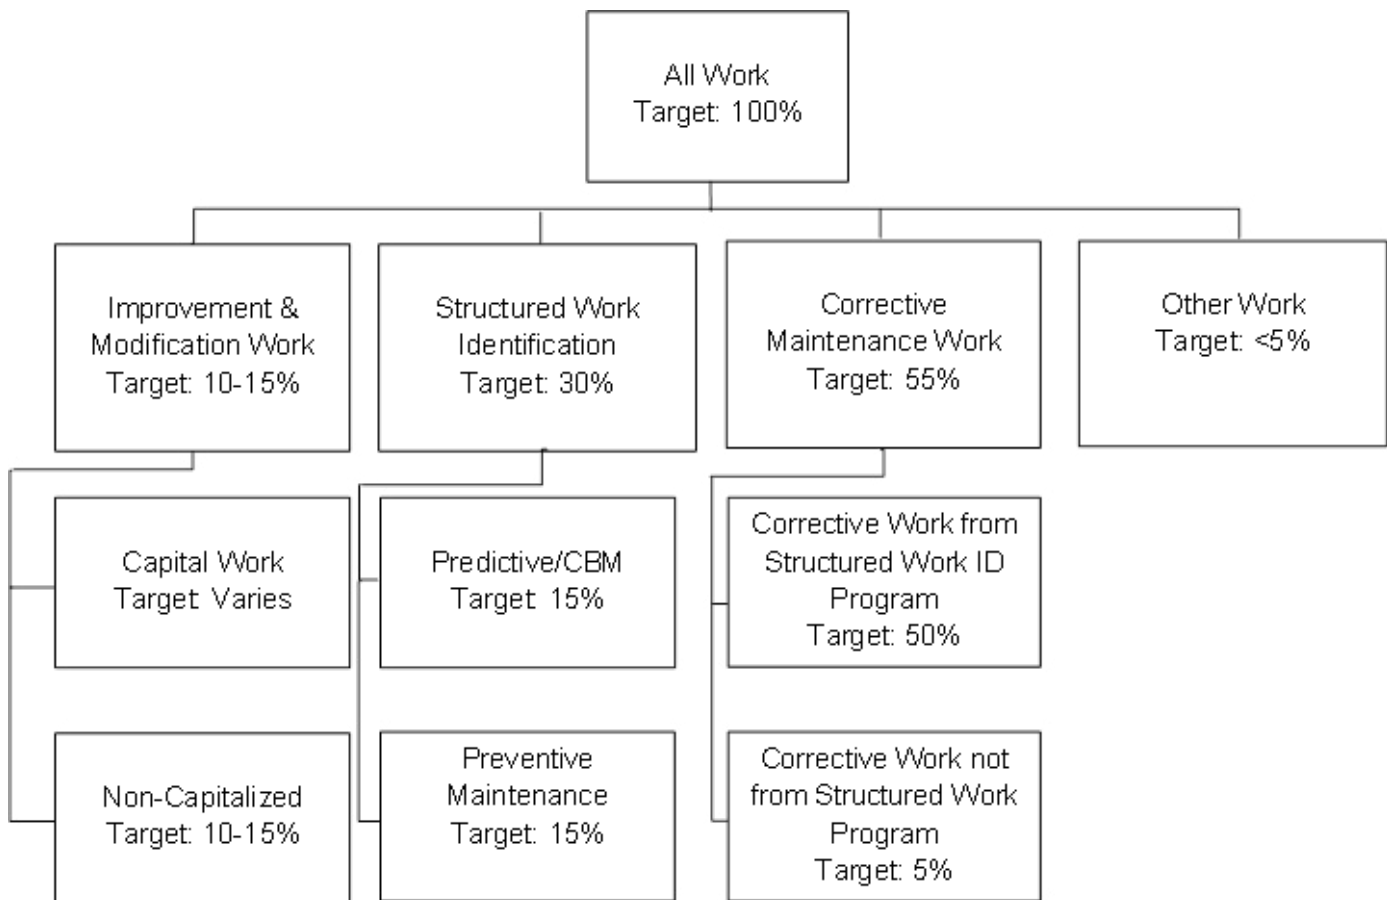 All Work
Target: 100%
Improvement &
Modification Work
Target: 10-15%
Structured Work
Identification
Target: 30%
Corrective
Maintenance Work
Target: 55%
Other Work
Target: <5%
Capital Work
Target: Varies
Predictive/CBM
Target: 15%
Corrective Work from
Structured Work ID
Program
Target: 50%
Non-Capitalized
Target: 10-15%
Preventive
Maintenance
Target: 15%
Corrective Work not
from Structured Work
Program
Target: 5%